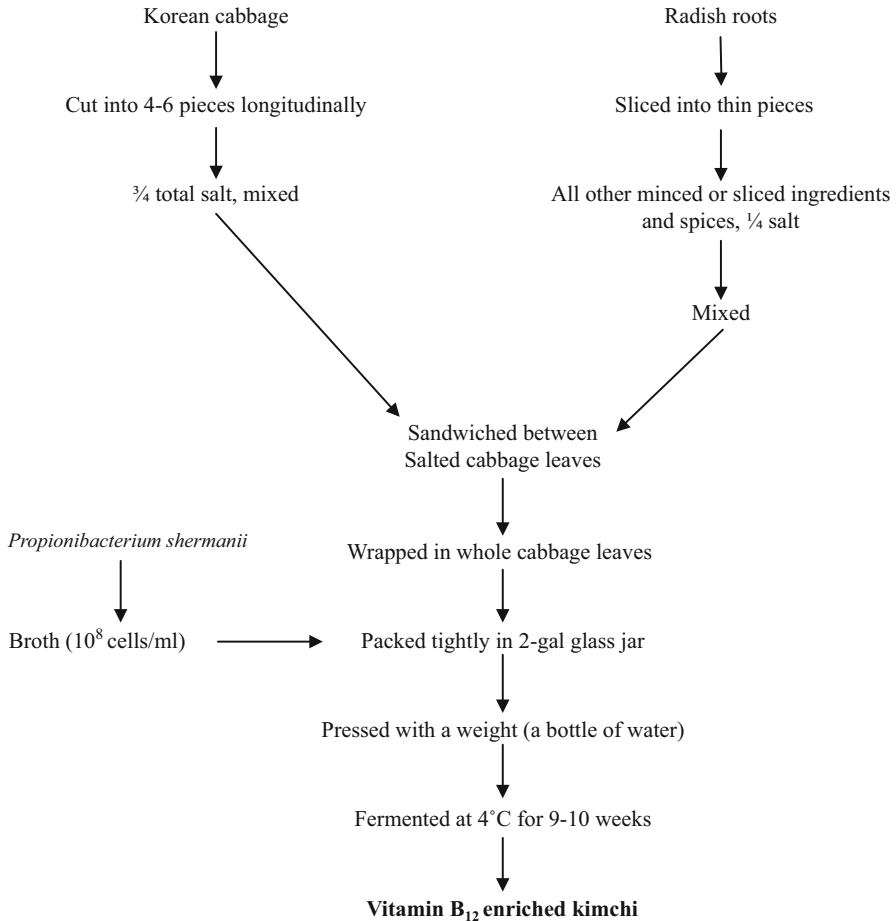 Korean cabbage
Radish roots
Cut into 4-6 pieces longitudinally
Sliced into thin pieces
¾ total salt, mixed
All other minced or sliced ingredients
and spices, ¼ salt
Mixed
Sandwiched between
Salted cabbage leaves
Propionibacterium shermanii
Wrapped in whole cabbage leaves
Broth (10⁸ cells/ml)
Packed tightly in 2-gal glass jar
Pressed with a weight (a bottle of water)
Fermented at 4˚C for 9-10 weeks
Vitamin B₁₂ enriched kimchi